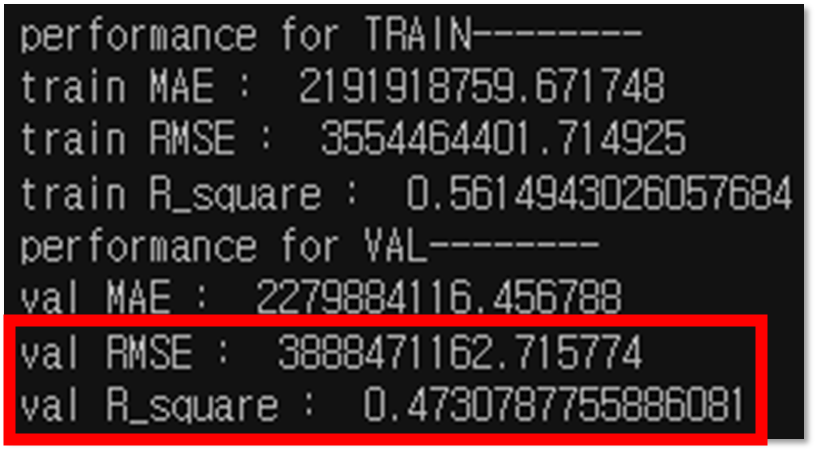 performance for TRAIN--------
train MAE :  2191918759.671748
train RMSE :  3554464401.714925
train R_square :  0.5614943026057684
performance for VAL--------
val MAE :  2279884116.456788
val RMSE :  3888471162.715774
val R_square :  0.4730787755886081